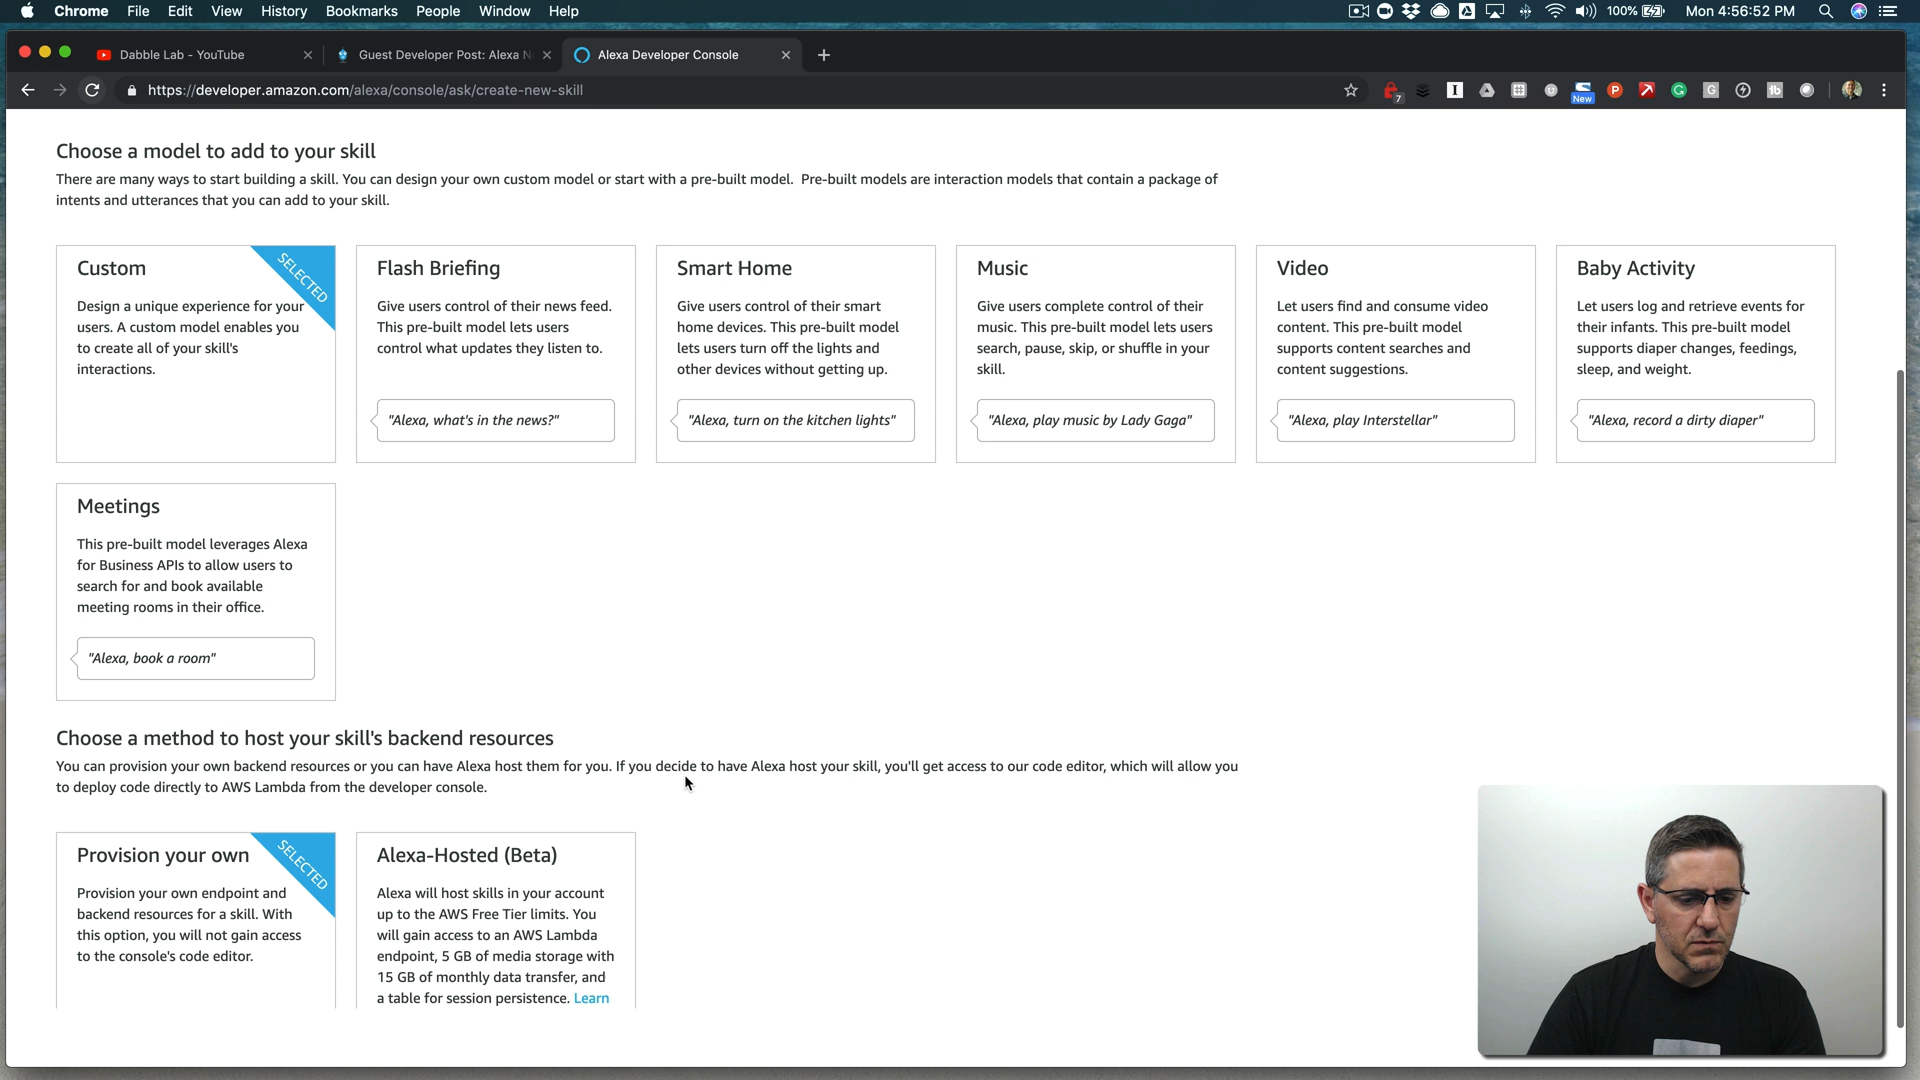 Chrome File Edit View History Bookmarks People Window Help 100% Mon 4:56:52 PM
Dabble Lab - YouTube Guest Developer Post: Alexa N Alexa Developer Console
https://developer.amazon.com/alexa/console/ask/create-new-skill 7 New
Choose a model to add to your skill
There are many ways to start building a skill. You can design your own custom model or start with a pre-built model. Pre-built models are interaction models that contain a package of
intents and utterances that you can add to your skill.
Custom
SELECTED
Design a unique experience for your
users. A custom model enables you
to create all of your skill's
interactions.
Flash Briefing
Give users control of their news feed.
This pre-built model lets users
control what updates they listen to.
"Alexa, what's in the news?"
Smart Home
Give users control of their smart
home devices. This pre-built model
lets users turn off the lights and
other devices without getting up.
"Alexa, turn on the kitchen lights"
Music
Give users complete control of their
music. This pre-built model lets users
search, pause, skip, or shuffle in your
skill.
"Alexa, play music by Lady Gaga"
Video
Let users find and consume video
content. This pre-built model
supports content searches and
content suggestions.
"Alexa, play Interstellar"
Baby Activity
Let users log and retrieve events for
their infants. This pre-built model
supports diaper changes, feedings,
sleep, and weight.
"Alexa, record a dirty diaper"
Meetings
This pre-built model leverages Alexa
for Business APIs to allow users to
search for and book available
meeting rooms in their office.
"Alexa, book a room"
Choose a method to host your skill's backend resources
You can provision your own backend resources or you can have Alexa host them for you. If you decide to have Alexa host your skill, you'll get access to our code editor, which will allow you
to deploy code directly to AWS Lambda from the developer console.
Provision your own
SELECTED
Provision your own endpoint and
backend resources for a skill. With
this option, you will not gain access
to the console's code editor.
Alexa-Hosted (Beta)
Alexa will host skills in your account
up to the AWS Free Tier limits. You
will gain access to an AWS Lambda
endpoint, 5 GB of media storage with
15 GB of monthly data transfer, and
a table for session persistence. Learn